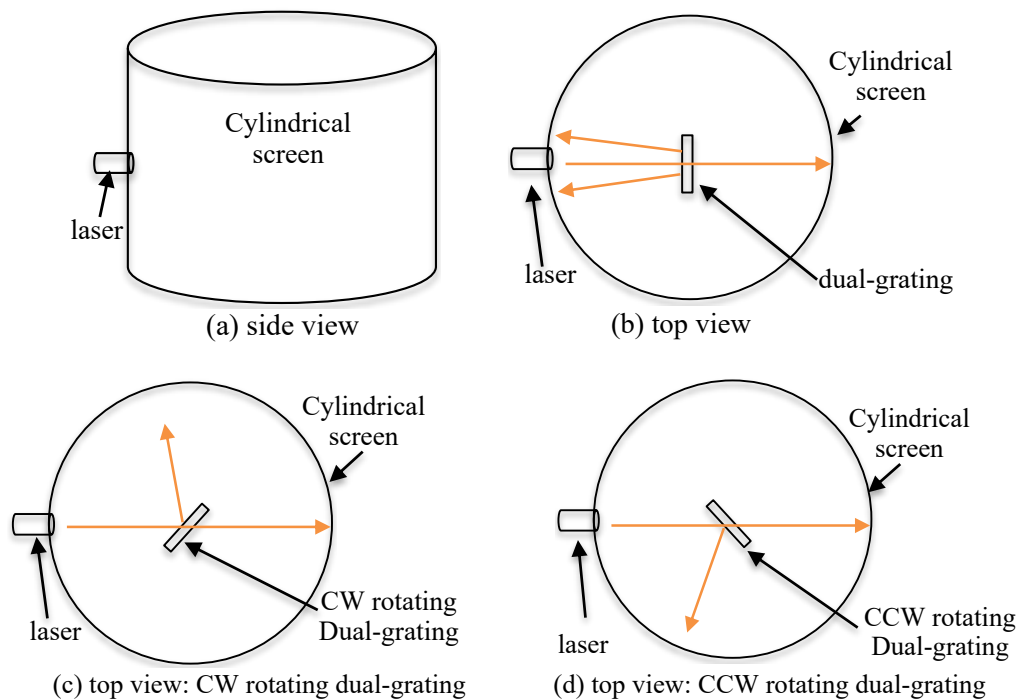 Cylindrical
screen
laser
(a) side view
Cylindrical
screen
laser
dual-grating
(b) top view
Cylindrical
screen
laser
CW rotating
Dual-grating
(c) top view: CW rotating dual-grating
Cylindrical
screen
laser
CCW rotating
Dual-grating
(d) top view: CCW rotating dual-grating